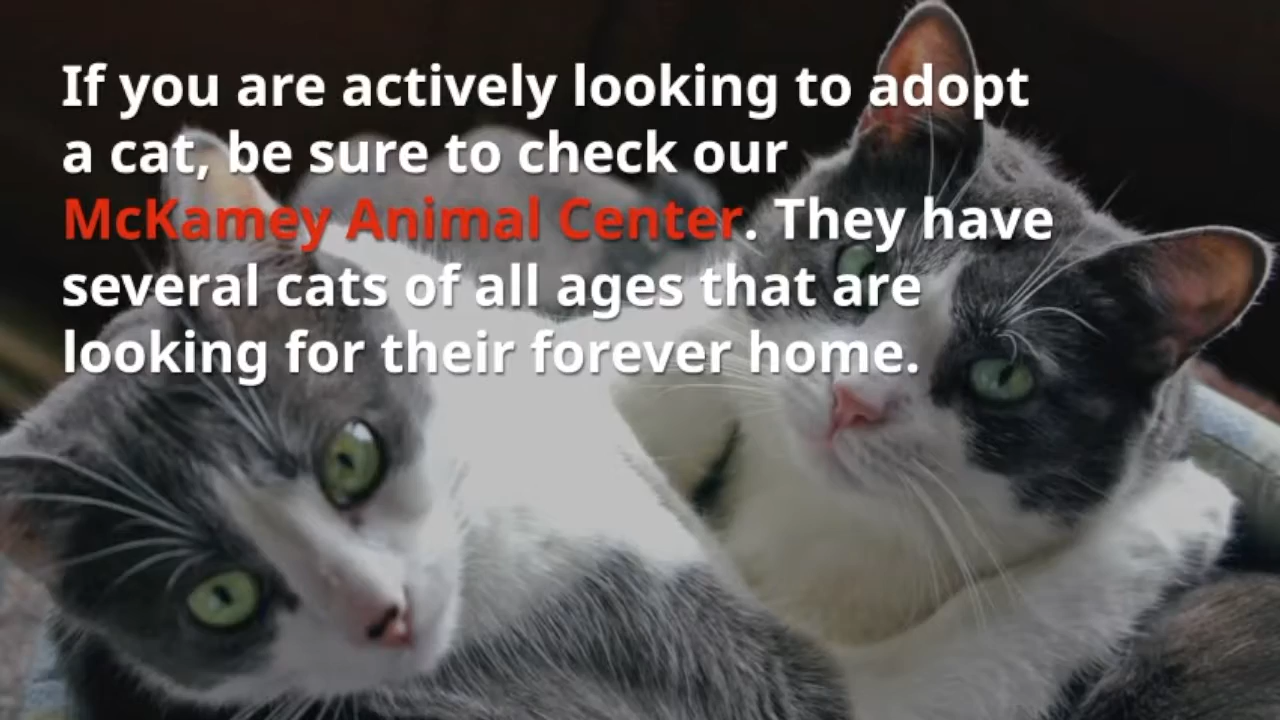 If you are actively looking to adopt
a cat, be sure to check our
McKamey Animal Center. They have
several cats of all ages that are
looking for their forever home.